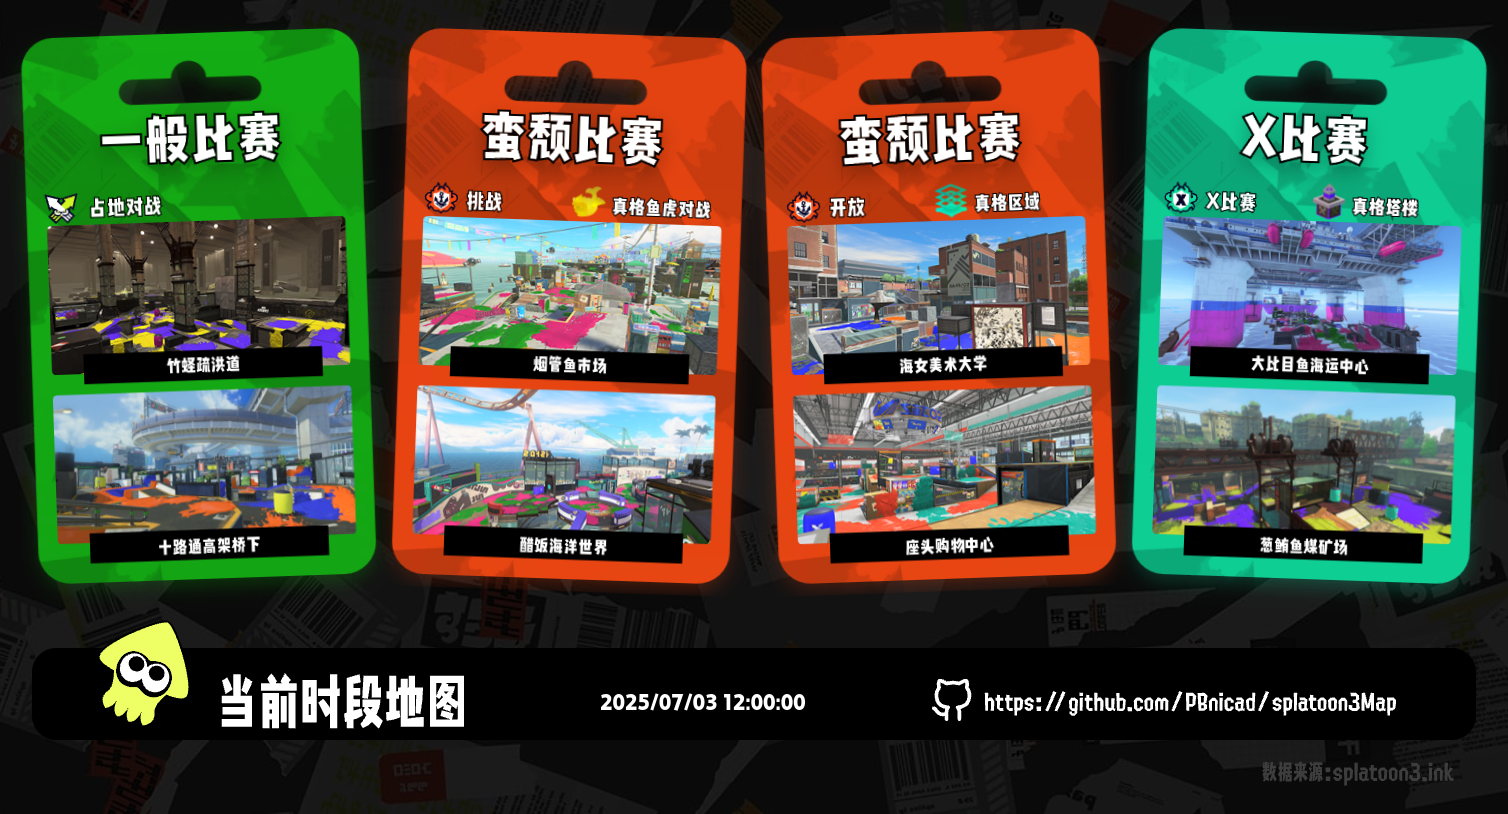 一般比赛
占地对战
竹蛏疏洪道
十路通高架桥下
蛮颓比赛
挑战
真格鱼虎对战
烟管鱼市场
醋饭海洋世界
蛮颓比赛
开放
真格区域
海女美术大学
座头购物中心
X比赛
X比赛
真格塔楼
大比目鱼海运中心
葱鲔鱼煤矿场
当前时段地图
2025/07/03 12:00:00
https://github.com/PBnicad/splatoon3Map
数据来源:splatoon3.ink